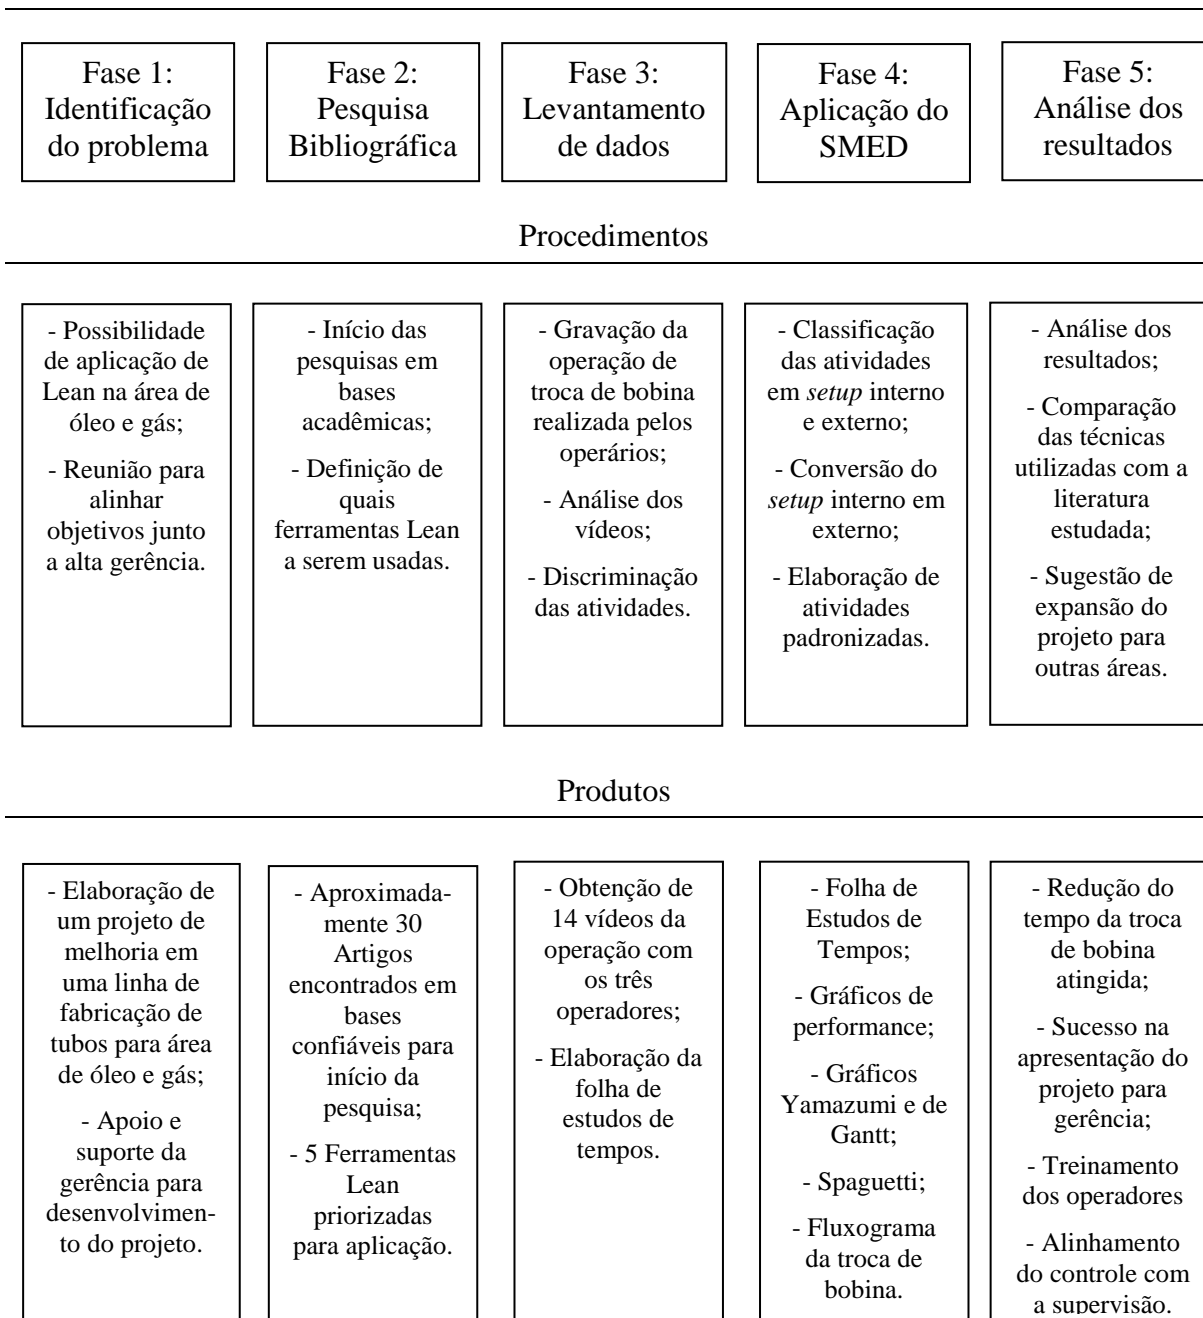 Fase 1:
Identificação
do problema
Fase 2:
Pesquisa
Bibliográfica
Fase 3:
Levantamento
de dados
Fase 4:
Aplicação do
SMED
Fase 5:
Análise dos
resultados
Procedimentos
- Possibilidade
de aplicação de
Lean na área de
óleo e gás;
- Reunião para
alinhar
objetivos junto
a alta gerência.
- Início das
pesquisas em
bases
acadêmicas;
- Definição de
quais
ferramentas Lean
a serem usadas.
- Gravação da
operação de
troca de bobina
realizada pelos
operários;
- Análise dos
vídeos;
- Discriminação
das atividades.
- Classificação
das atividades
em setup interno
e externo;
- Conversão do
setup interno em
externo;
- Elaboração de
atividades
padronizadas.
- Análise dos
resultados;
- Comparação
das técnicas
utilizadas com a
literatura
estudada;
- Sugestão de
expansão do
projeto para
outras áreas.
Produtos
- Elaboração de
um projeto de
melhoria em
uma linha de
fabricação de
tubos para área
de óleo e gás;
- Apoio e
suporte da
gerência para
desenvolvimen-
to do projeto.
- Aproximada-
mente 30
Artigos
encontrados em
bases
confiáveis para
início da
pesquisa;
- 5 Ferramentas
Lean
priorizadas
para aplicação.
- Obtenção de
14 vídeos da
operação com
os três
operadores;
- Elaboração da
folha de
estudos de
tempos.
- Folha de
Estudos de
Tempos;
- Gráficos de
performance;
- Gráficos
Yamazumi e de
Gantt;
- Spaguetti;
- Fluxograma
da troca de
bobina.
- Redução do
tempo da troca
de bobina
atingida;
- Sucesso na
apresentação do
projeto para
gerência;
- Treinamento
dos operadores
- Alinhamento
do controle com
a supervisão.